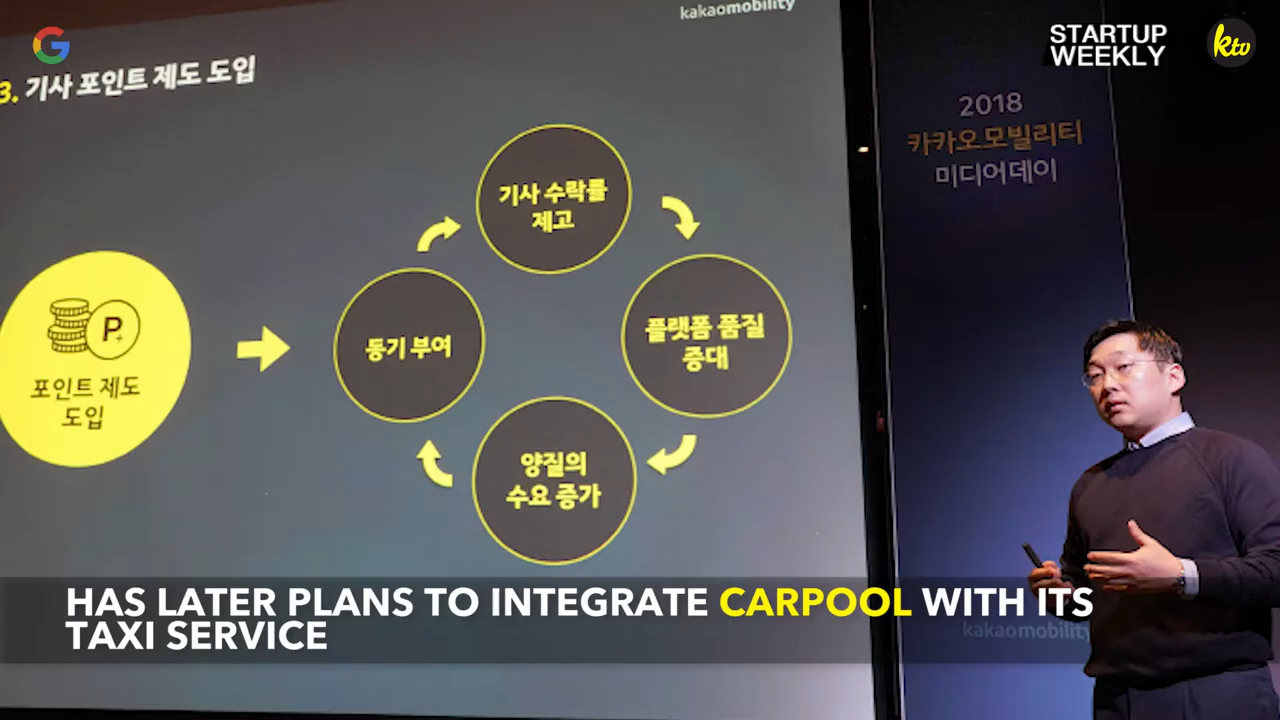 kakaomobility
STARTUP
WEEKLY
ktv
G
3. 기사 포인트 제도 도입
2018
카카오모빌리티
미디어데이
기사 수락률
제고
플랫폼 품질
증대
양질의
수요 증가
동기 부여
P+
포인트 제도
도입
HAS LATER PLANS TO INTEGRATE CARPOOL WITH ITS
TAXI SERVICE
kakaomobility